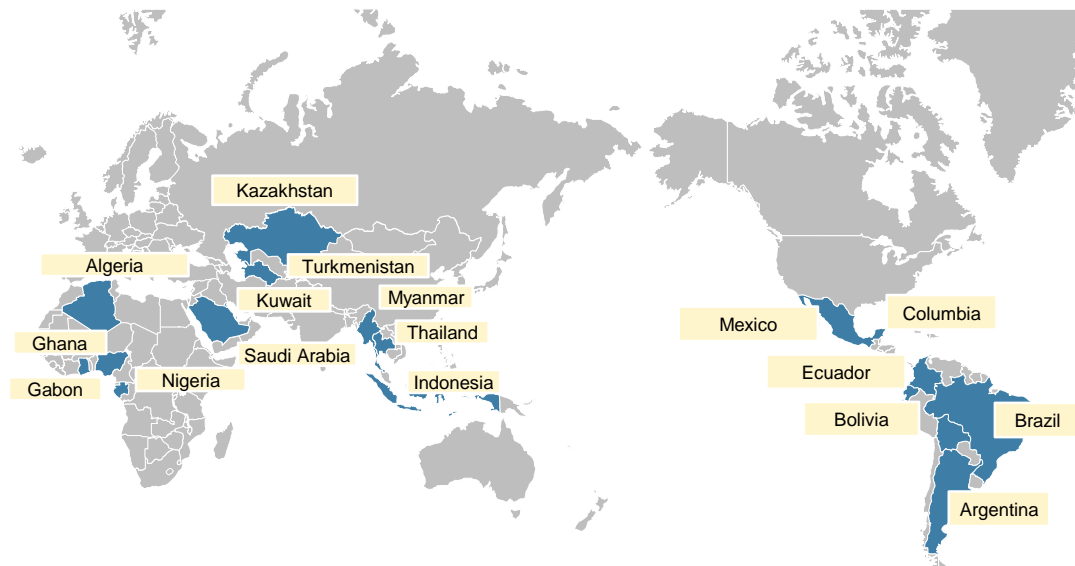 Kazakhstan
Algeria
Turkmenistan
Kuwait
Myanmar
Ghana
Thailand
Saudi Arabia
Gabon
Nigeria
Indonesia
Mexico
Columbia
Ecuador
Bolivia
Brazil
Argentina